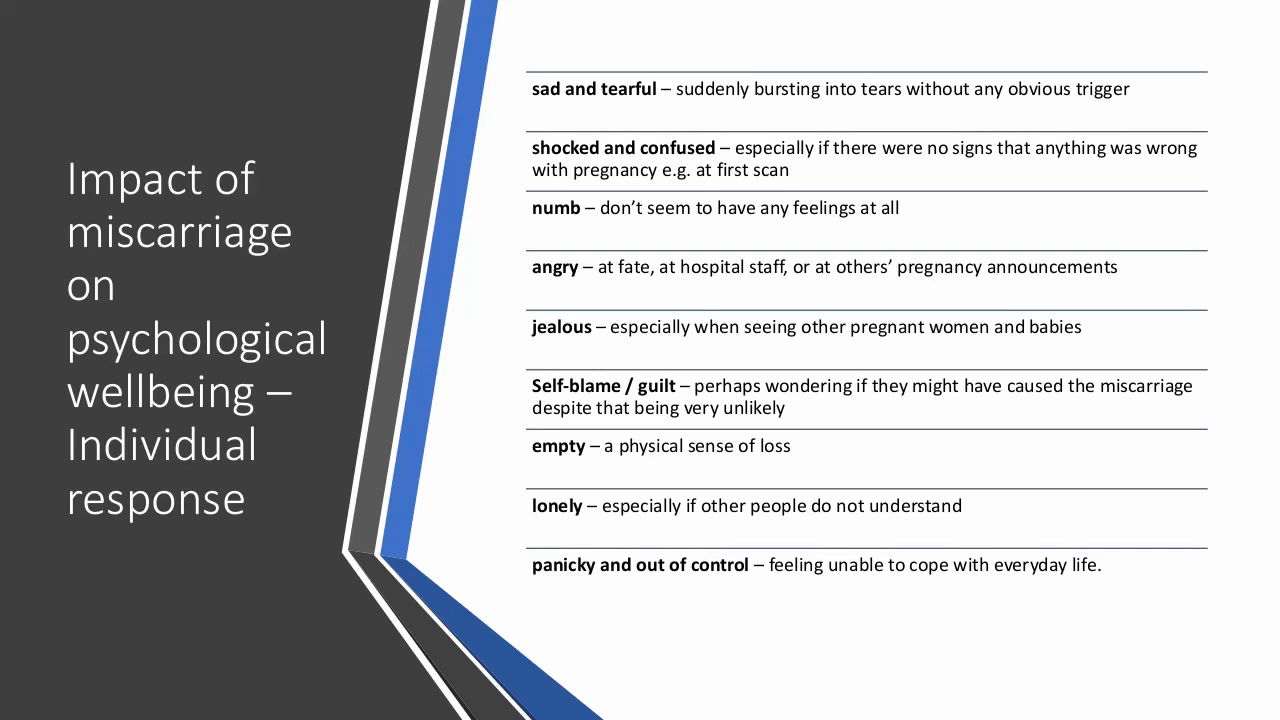 Impact of
miscarriage
on
psychological
wellbeing –
Individual
response
sad and tearful – suddenly bursting into tears without any obvious trigger
shocked and confused – especially if there were no signs that anything was wrong
with pregnancy e.g. at first scan
numb – don’t seem to have any feelings at all
angry – at fate, at hospital staff, or at others’ pregnancy announcements
jealous – especially when seeing other pregnant women and babies
Self-blame / guilt – perhaps wondering if they might have caused the miscarriage
despite that being very unlikely
empty – a physical sense of loss
lonely – especially if other people do not understand
panicky and out of control – feeling unable to cope with everyday life.